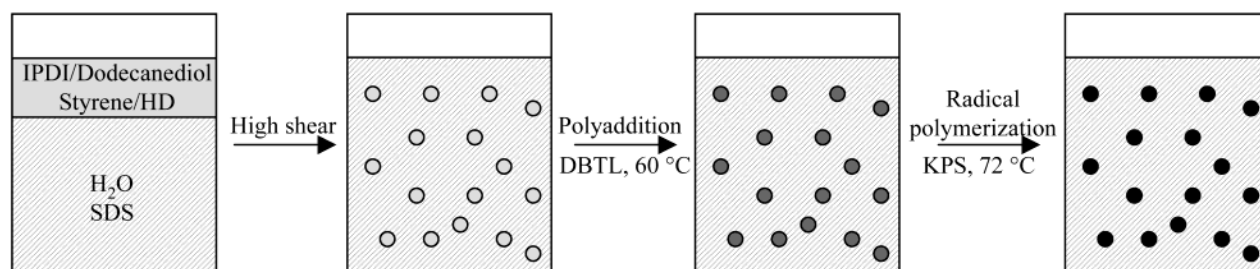 IPDI/Dodecanediol
Styrene/HD
H₂O
SDS
High shear
Polyaddition
DBTL, 60 °C
Radical
polymerization
KPS, 72 °C